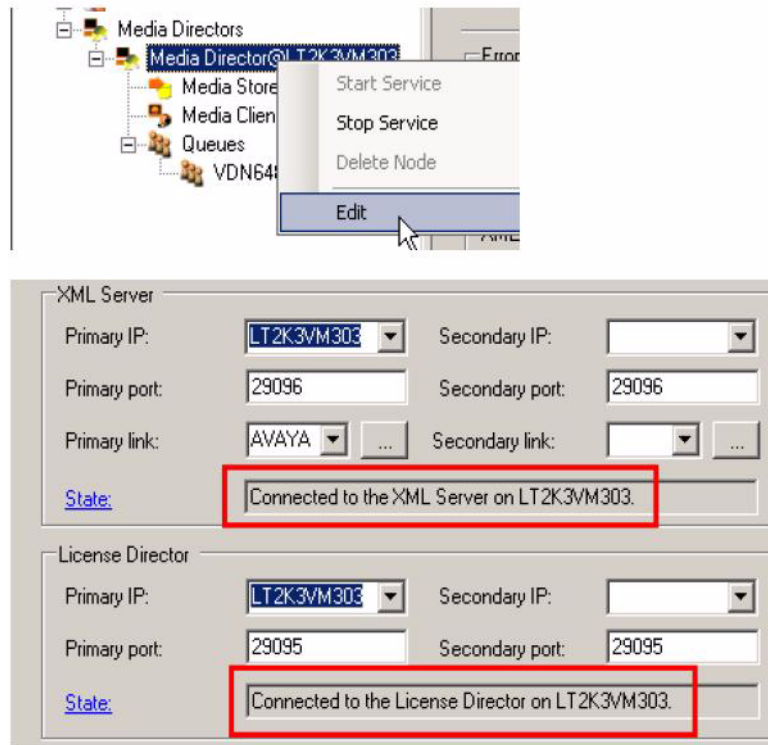 Media Directors
Media Director@LT2K3VM303
Error
Media Store
Start Service
Media Clien
Stop Service
Queues
Delete Node
VDN648
Edit
XML Server
Primary IP: LT2K3VM303 Secondary IP:
Primary port: 29096 Secondary port: 29096
Primary link: AVAYA ... Secondary link: ...
State: Connected to the XML Server on LT2K3VM303.
License Director
Primary IP: LT2K3VM303 Secondary IP:
Primary port: 29095 Secondary port: 29095
State: Connected to the License Director on LT2K3VM303.